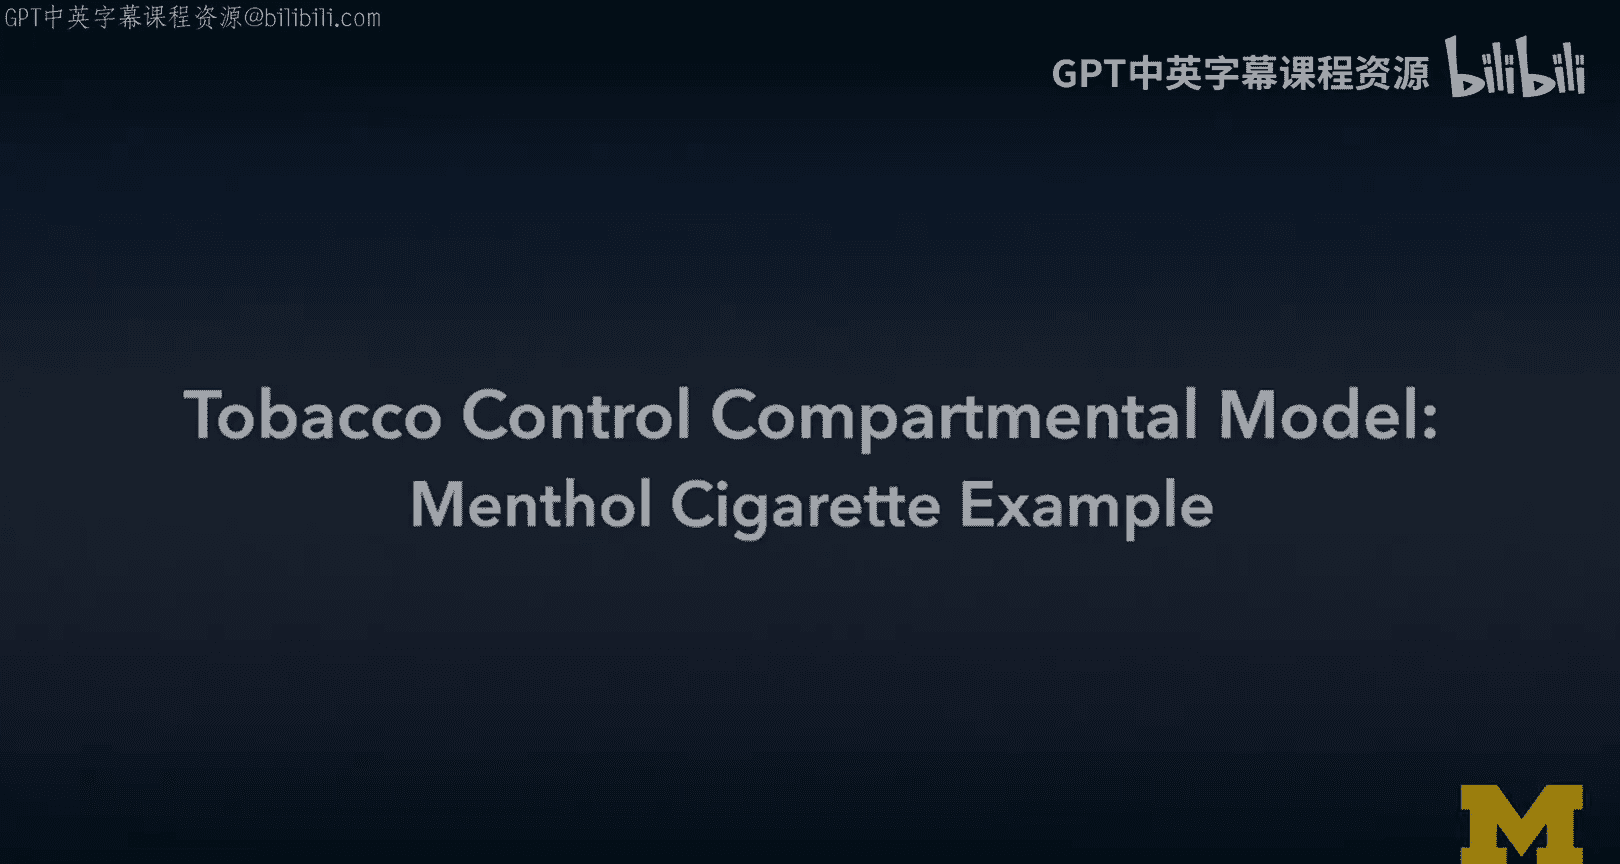 GPT中英字幕课程资源@bilibili.com
GPT中英字幕课程资源 bilibili
Tobacco Control Compartmental Model:
Menthol Cigarette Example
M